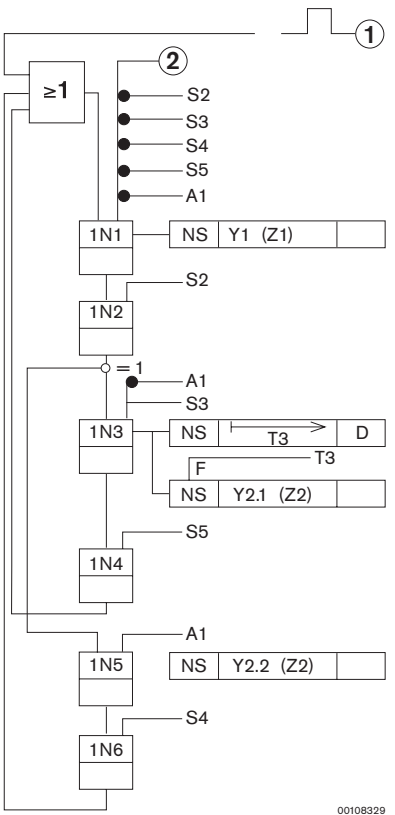 1
2
≥1
S2
S3
S4
S5
A1
1N1
NS Y1 (Z1)
S2
1N2
= 1
A1
S3
1N3
NS T3 D
T3
F
NS Y2.1 (Z2)
S5
1N4
A1
1N5
NS Y2.2 (Z2)
S4
1N6
00108329